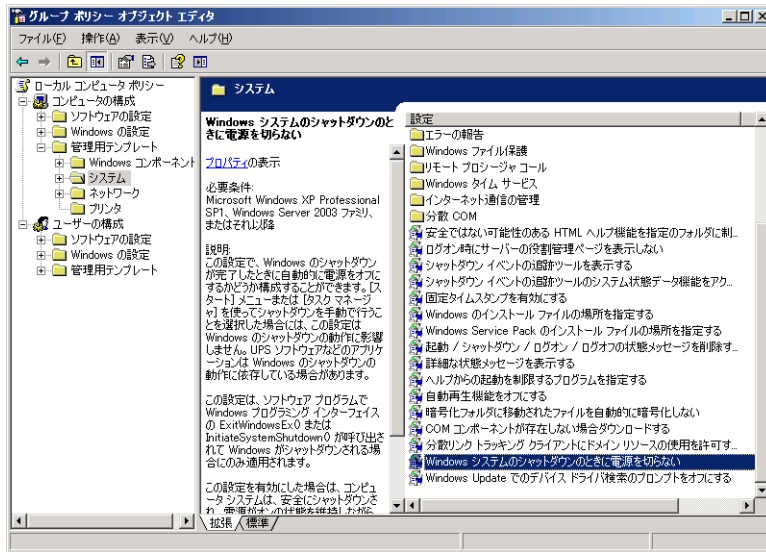 グループ ポリシー オブジェクト エディタ
ファイル(F) 操作(A) 表示(V) ヘルプ(H)
ローカル コンピュータ ポリシー
コンピュータの構成
ソフトウェアの設定
Windows の設定
管理用テンプレート
Windows コンポーネント
システム
ネットワーク
プリンタ
ユーザーの構成
ソフトウェアの設定
Windows の設定
管理用テンプレート
システム
Windows システムのシャットダウンのと
きに電源を切らない
プロパティの表示
必要条件:
Microsoft Windows XP Professional
SP1、Windows Server 2003 ファミリ、
またはそれ以降
説明:
この設定で、Windows のシャットダウン
が完了したときに自動的に電源をオフに
するかどうか構成することができます。[ス
タート] メニューまたは [タスク マネージ
ャ] を使ってシャットダウンを手動で行うこ
とを選択した場合には、この設定は
Windows のシャットダウンの動作に影響
しません。UPS ソフトウェアなどのアプリケ
ーションは Windows のシャットダウンの
動作に依存している場合があります。
この設定は、ソフトウェア プログラムで
Windows プログラミング インターフェイス
の ExitWindowsEx() または
InitiateSystemShutdown() が呼び出さ
れて Windows がシャットダウンされる場
合にのみ適用されます。
この設定を有効にした場合は、コンピュ
ータ システムは、安全にシャットダウンさ
れ、電源がオンの状態を維持しながら
設定
エラーの報告
Windows ファイル保護
リモート プロシージャ コール
Windows タイム サービス
インターネット通信の管理
分散 COM
安全ではない可能性のある HTML ヘルプ機能を指定のフォルダに制...
ログオン時にサーバーの役割管理ページを表示しない
シャットダウン イベントの追跡ツールを表示する
シャットダウン イベントの追跡ツールのシステム状態データ機能をアク...
固定タイムスタンプを有効にする
Windows のインストール ファイルの場所を指定する
Windows Service Pack のインストール ファイルの場所を指定する
起動 / シャットダウン / ログオン / ログオフの状態メッセージを削除す...
詳細な状態メッセージを表示する
ヘルプからの起動を制限するプログラムを指定する
自動再生機能をオフにする
暗号化フォルダに移動されたファイルを自動的に暗号化しない
COM コンポーネントが存在しない場合ダウンロードする
分散リンク トラッキング クライアントにドメイン リソースの使用を許可す...
Windows システムのシャットダウンのときに電源を切らない
Windows Update でのデバイス ドライバ検索のプロンプトをオフにする
拡張 標準